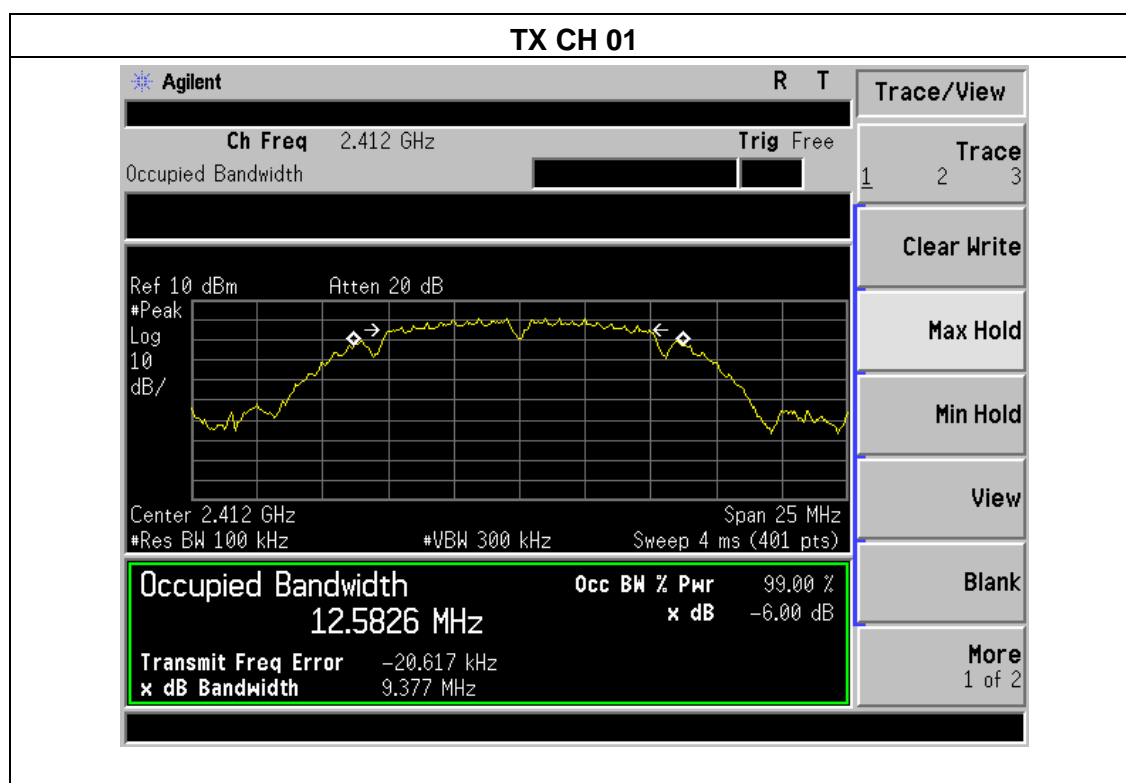 TX CH 01
Agilent R T
Trace/View
Ch Freq 2.412 GHz Trig Free
Occupied Bandwidth
Trace
1 2 3
Clear Write
Ref 10 dBm Atten 20 dB
#Peak
Log
10
dB/
Max Hold
Min Hold
View
Center 2.412 GHz Span 25 MHz
#Res BW 100 kHz #VBW 300 kHz Sweep 4 ms (401 pts)
Occupied Bandwidth
12.5826 MHz
Occ BW % Pwr 99.00 %
x dB -6.00 dB
Blank
Transmit Freq Error -20.617 kHz
x dB Bandwidth 9.377 MHz
More
1 of 2